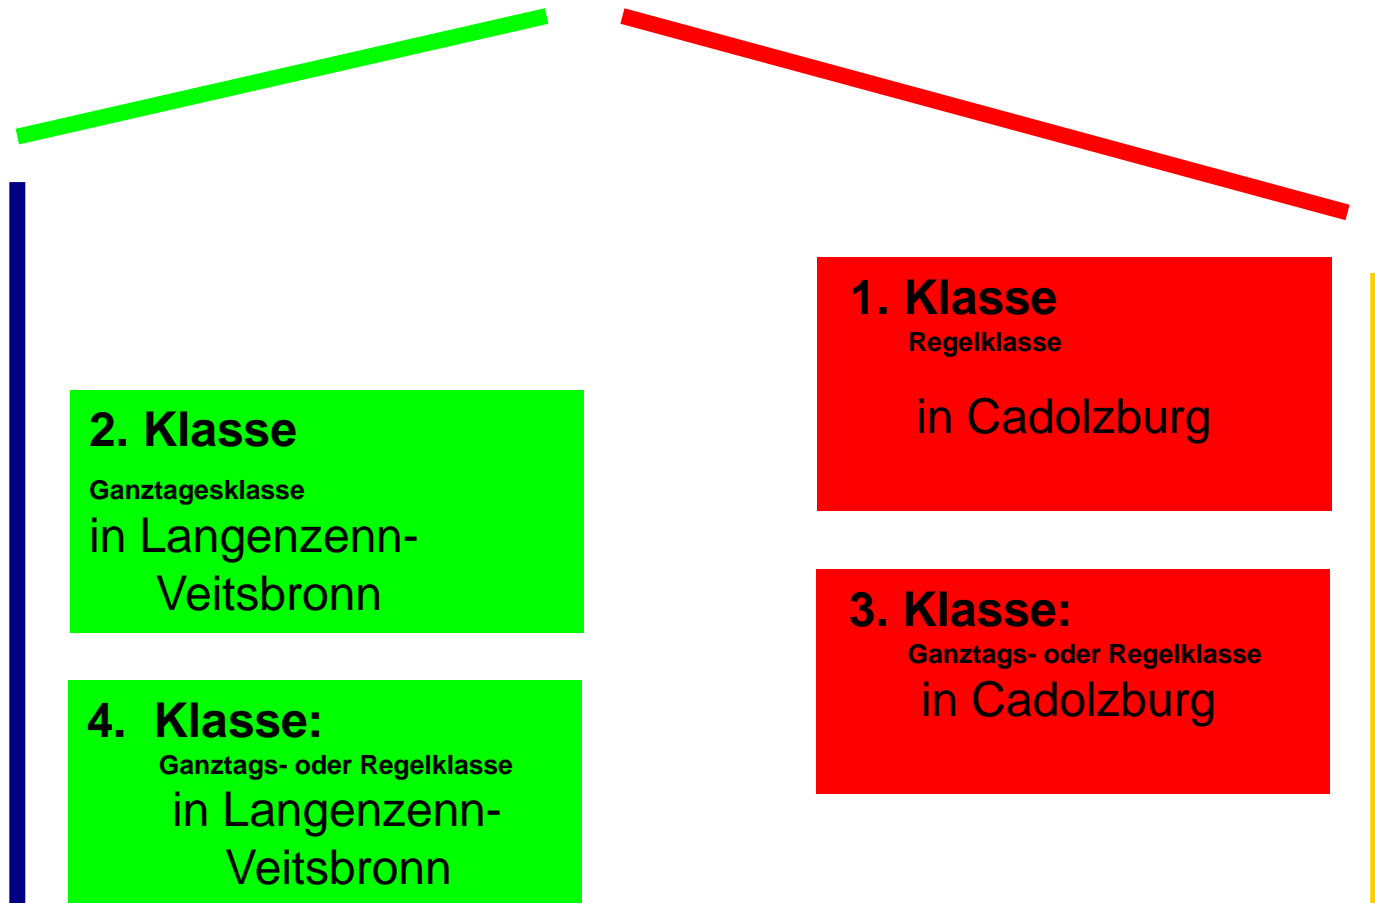 1. Klasse
Regelklasse
in Cadolzburg
2. Klasse
Ganztagesklasse
in Langenzenn-
Veitsbronn
3. Klasse:
Ganztags- oder Regelklasse
in Cadolzburg
4. Klasse:
Ganztags- oder Regelklasse
in Langenzenn-
Veitsbronn